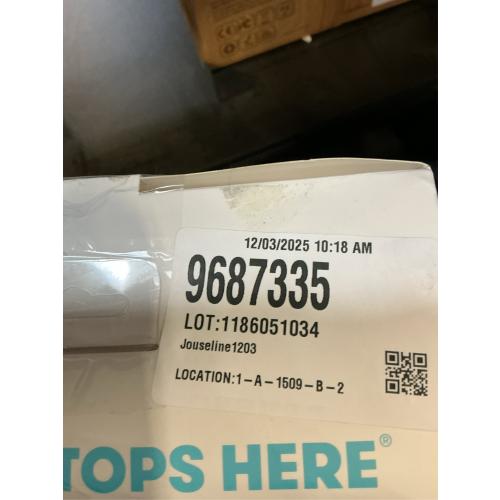 12/03/2025 10:18 AM
9687335
LOT:1186051034
Jouseline1203
LOCATION:1-A-1509-B-2
TOPS HERE®